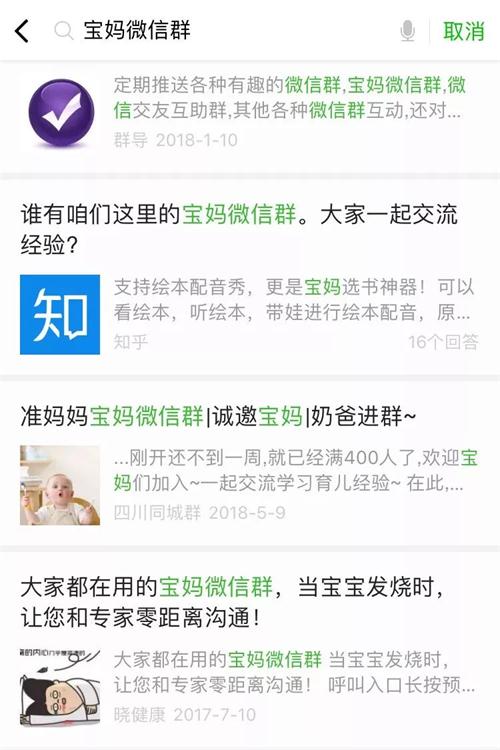 宝妈微信群
取消
定期推送各种有趣的微信群,宝妈微信群,微
信交友互助群,其他各种微信群互动,还对...
群导 2018-1-10
谁有咱们这里的宝妈微信群。大家一起交流
经验?
知
支持绘本配音秀，更是宝妈选书神器！可以
看绘本，听绘本，带娃进行绘本配音，原...
知乎
16个回答
准妈妈宝妈微信群|诚邀宝妈|奶爸进群~
...刚开还不到一周,就已经满400人了,欢迎宝
妈们加入~一起交流学习育儿经验~ 在此,...
四川同城群 2018-5-9
大家都在用的宝妈微信群，当宝宝发烧时，
让您和专家零距离沟通！
大家都在用的宝妈微信群 当宝宝发烧时，
让您和专家零距离沟通！ 呼叫入口长按预...
晓健康 2017-7-10